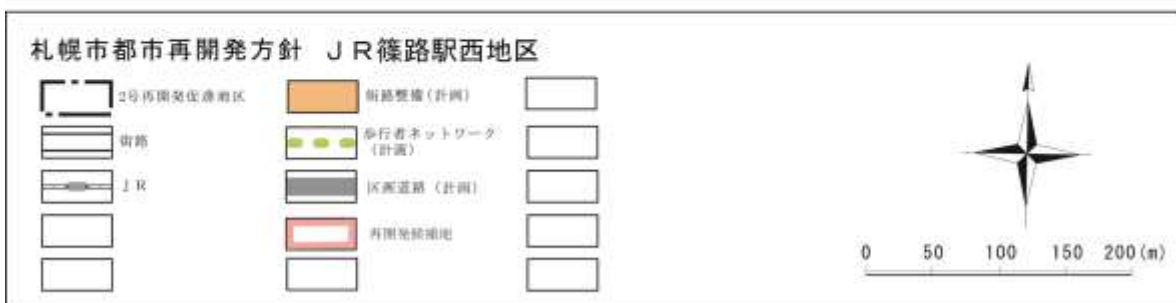 札幌市都市再開発方針 JR篠路駅西地区
2号再開発促進地区
街路
JR
街路整備(計画)
歩行者ネットワーク
(計画)
区画道路(計画)
再開発候補地
0 50 100 150 200(m)